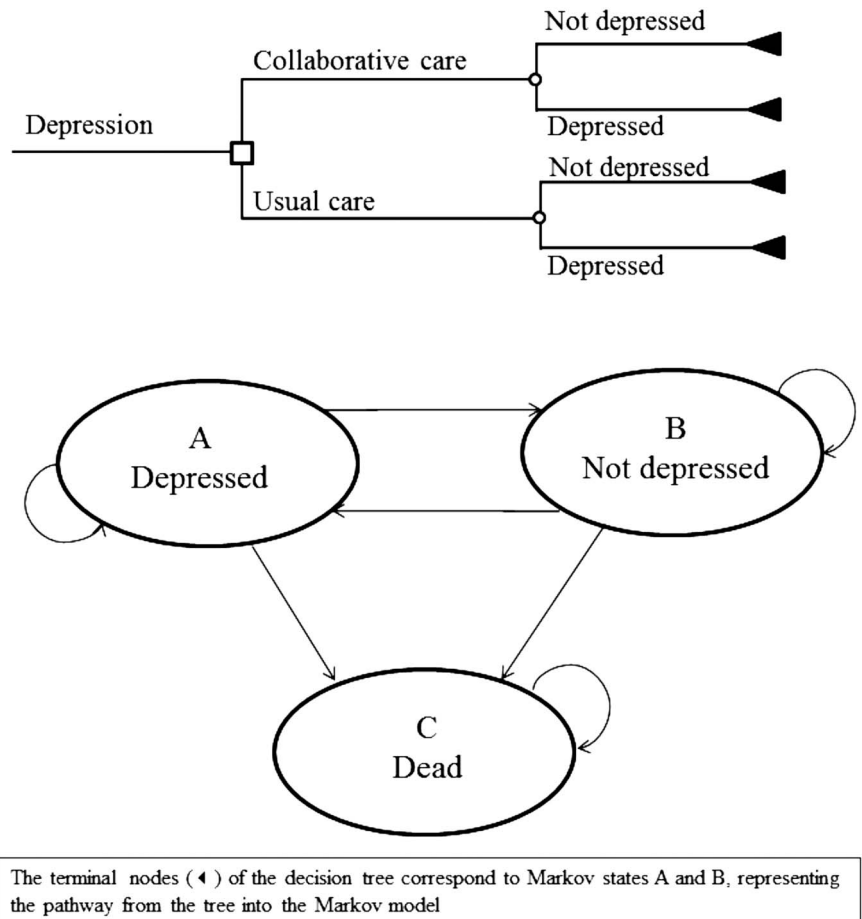 Not depressed
Collaborative care
Depression
Depressed
Not depressed
Usual care
Depressed
A
Depressed
B
Not depressed
C
Dead
The terminal nodes (◄) of the decision tree correspond to Markov states A and B, representing
the pathway from the tree into the Markov model